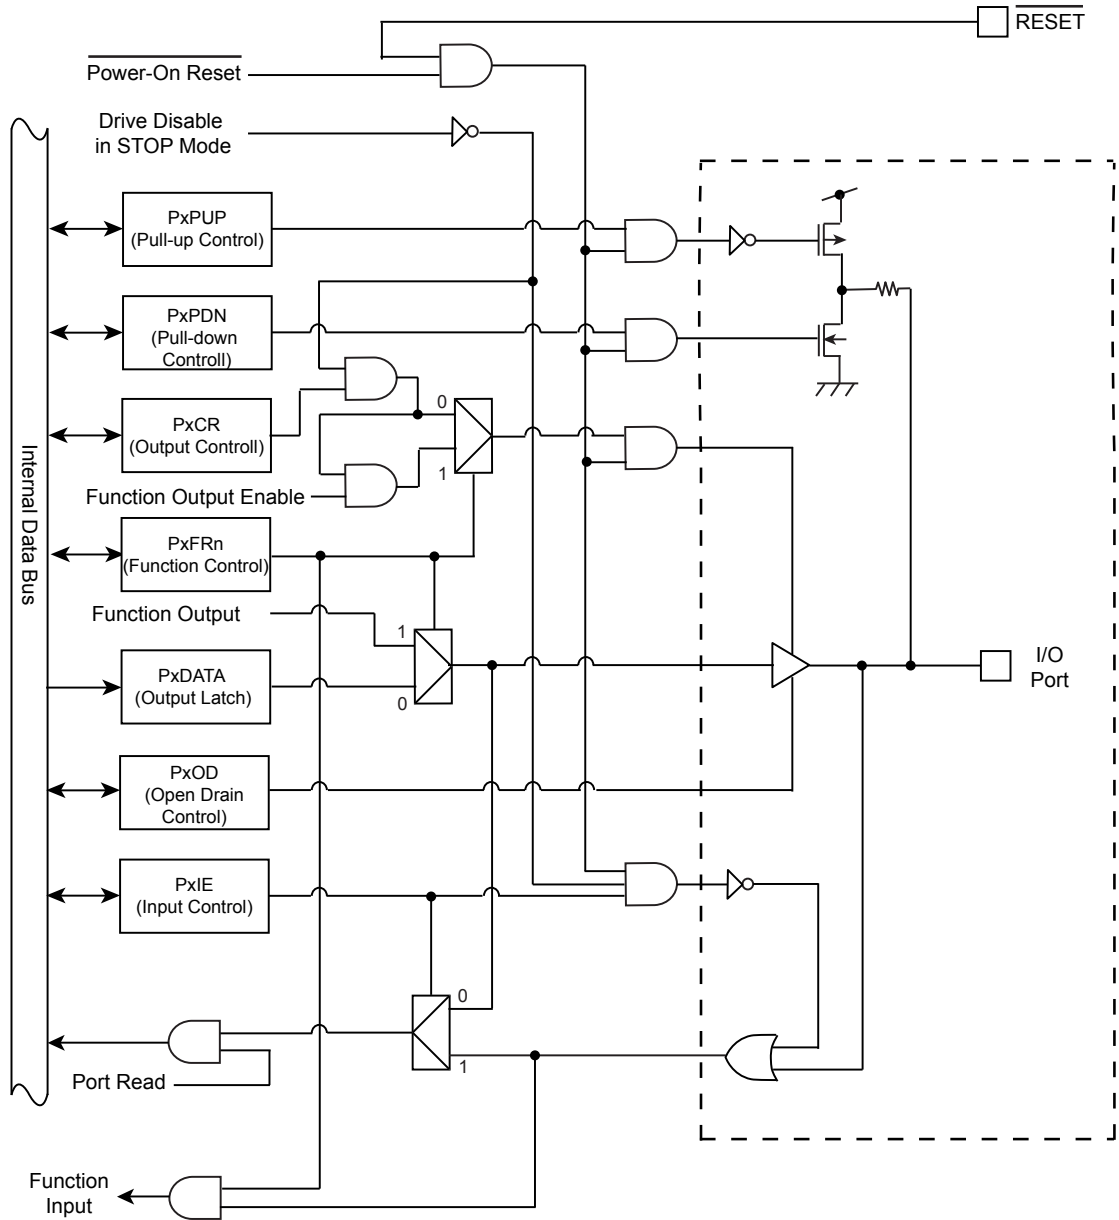 RESET
Power-On Reset
Drive Disable
in STOP Mode
PxPUP
(Pull-up Control)
PxPDN
(Pull-down
Controll)
PxCR
(Output Controll)
0
1
Function Output Enable
Internal Data Bus
PxFRn
(Function Control)
Function Output
1
0
PxDATA
(Output Latch)
I/O
Port
PxOD
(Open Drain
Control)
PxIE
(Input Control)
0
1
Port Read
Function
Input